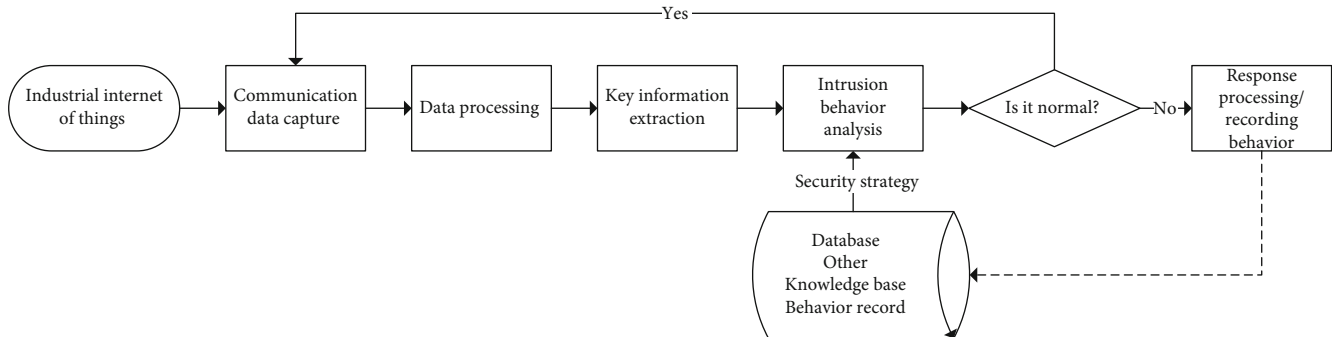 Yes
Industrial internet
of things
Communication
data capture
Data processing
Key information
extraction
Intrusion
behavior
analysis
Is it normal?
No
Response
processing/
recording
behavior
Security strategy
Database
Other
Knowledge base
Behavior record